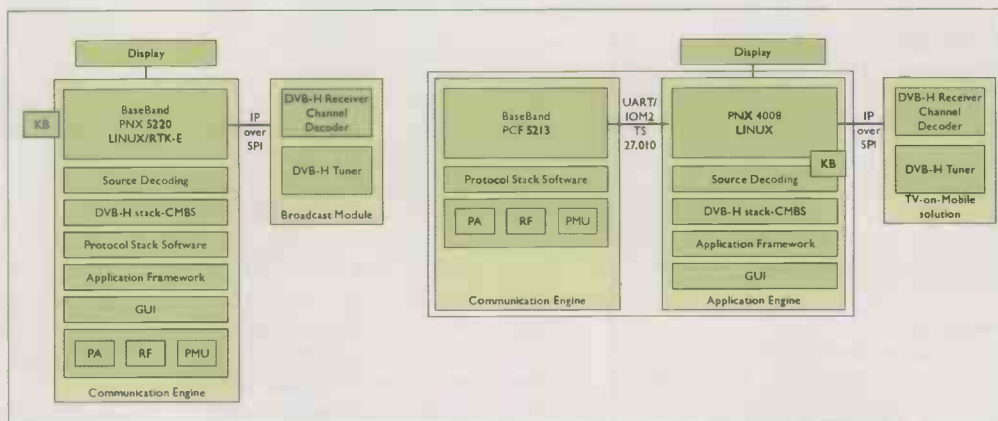 Display
KB
BaseBand
PNX 5220
LINUX/RTK-E
Source Decoding
DVB-H stack-CMBS
Protocol Stack Software
Application Framework
GUI
PA
RF
PMU
Communication Engine
IP
over
SPI
DVB-H Receiver
Channel
Decoder
DVB-H Tuner
Broadcast Module
BaseBand
PCF 5213
Protocol Stack Software
PA
RF
PMU
Communication Engine
UART/
IOM2
TS
27.010
Display
PNX 4008
LINUX
KB
Source Decoding
DVB-H stack-CMBS
Application Framework
GUI
Application Engine
IP
over
SPI
DVB-H Receiver
Channel
Decoder
DVB-H Tuner
TV-on-Mobile
solution